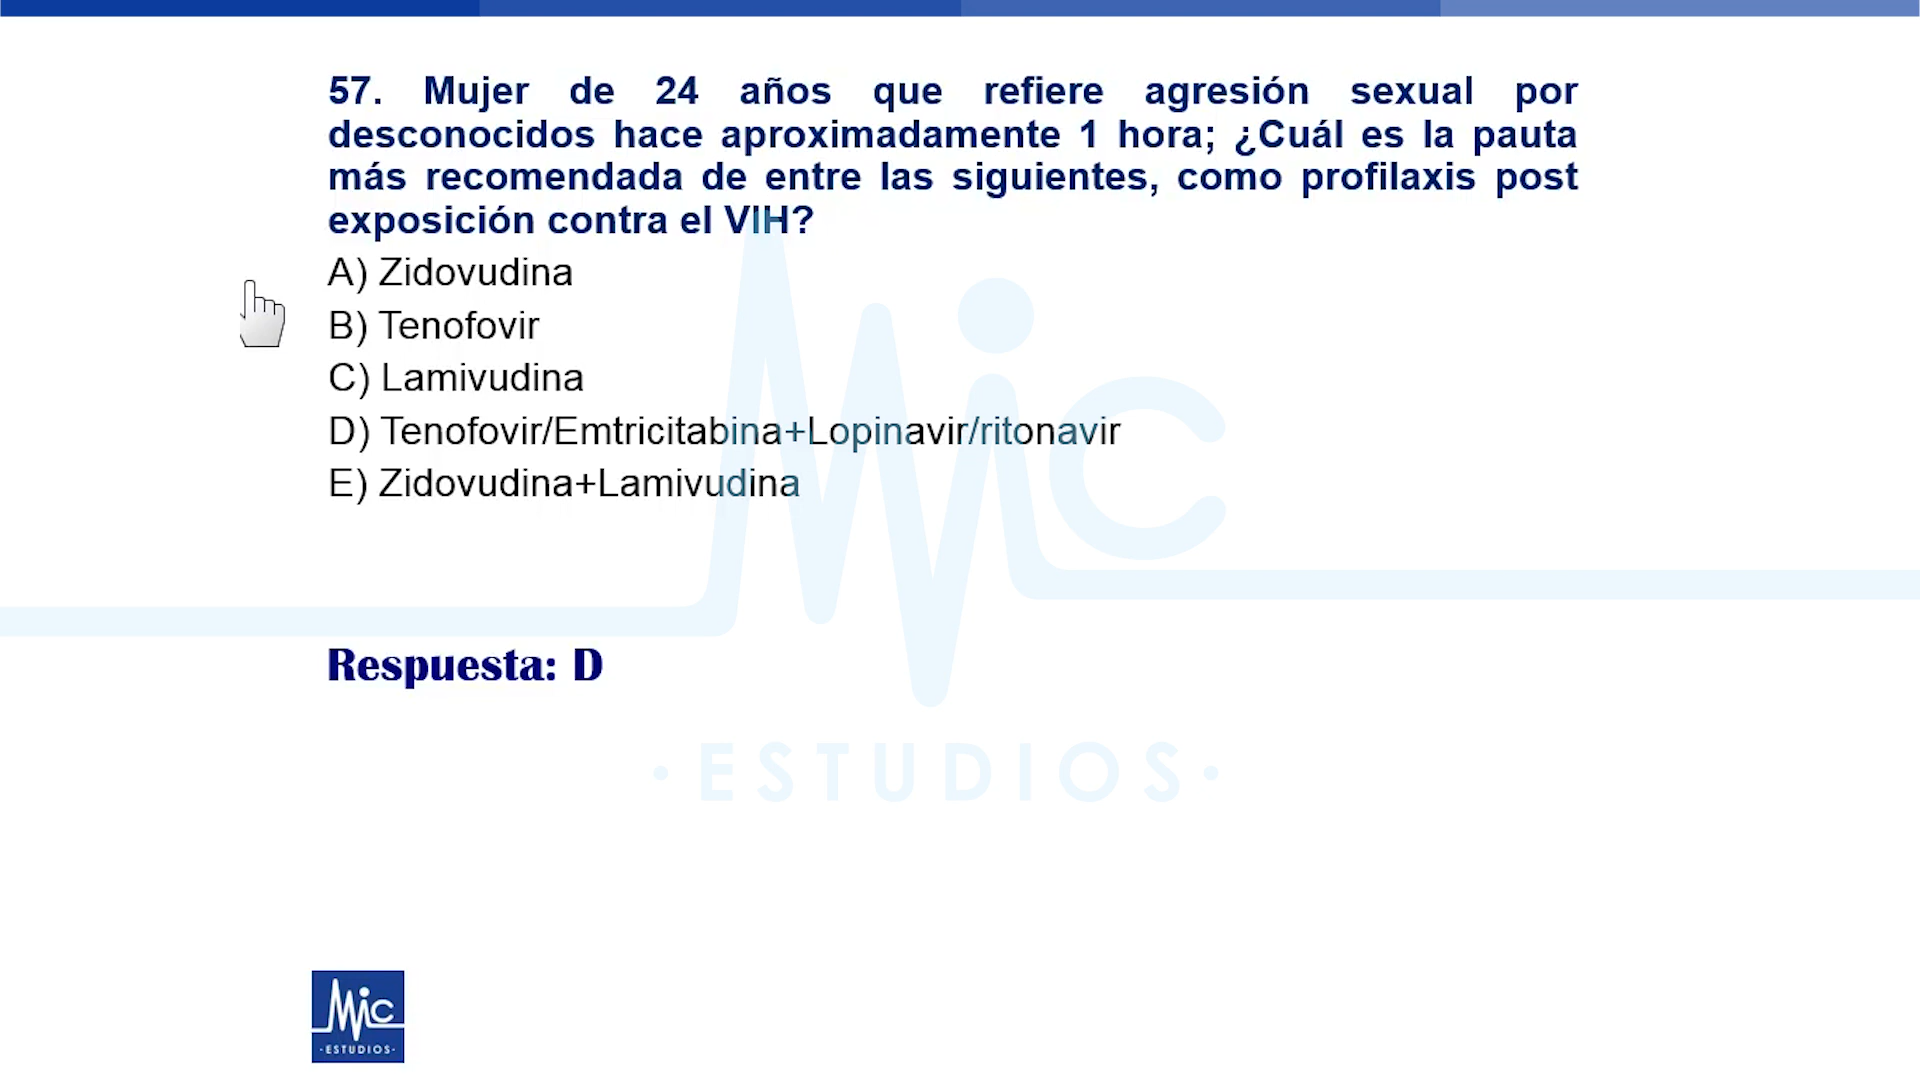 57. Mujer de 24 años que refiere agresión sexual por
desconocidos hace aproximadamente 1 hora; ¿Cuál es la pauta
más recomendada de entre las siguientes, como profilaxis post
exposición contra el VIH?
A) Zidovudina
B) Tenofovir
C) Lamivudina
D) Tenofovir/Emtricitabina+Lopinavir/ritonavir
E) Zidovudina+Lamivudina
Mic
Respuesta: D
·ESTUDIOS·
Mic
·ESTUDIOS·